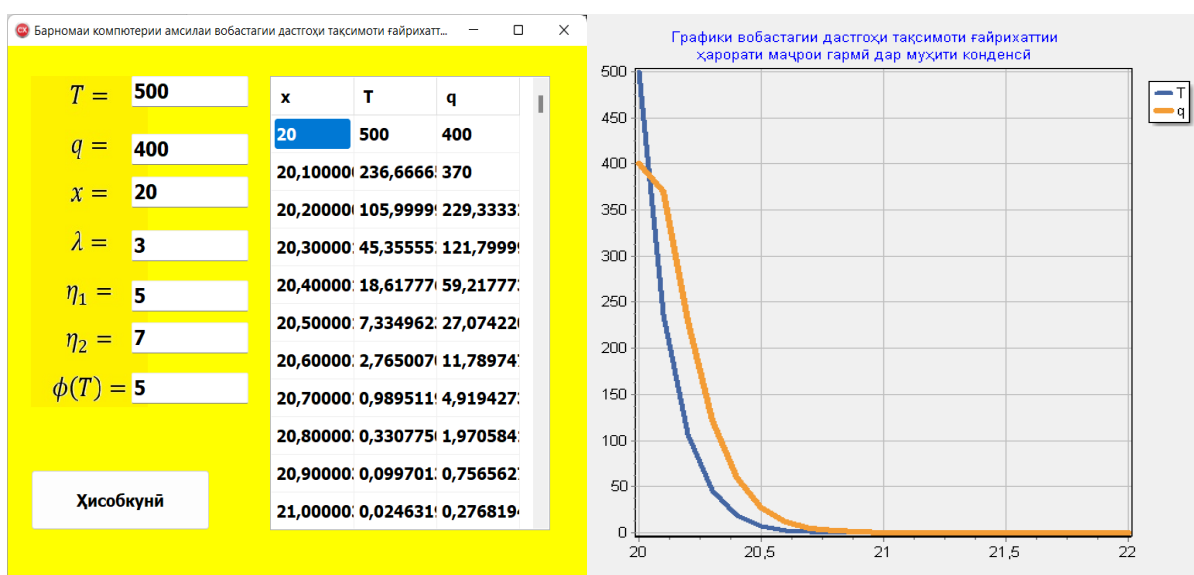 Барномаи компютерии амсилаи вобастагии дастгоҳи тақсимоти ғайрихатт...
T = 500
q = 400
x = 20
λ = 3
η₁ = 5
η₂ = 7
ϕ(T) = 5
Ҳисобкунӣ
x T q
20 500 400
20,10000 236,6666 370
20,20000 105,9999 229,3333
20,30000 45,35555 121,7999
20,40000 18,61777 59,21777
20,50000 7,334962 27,07422
20,60000 2,765007 11,78974
20,70000 0,989511 4,919427
20,80000 0,330775 1,970584
20,90000 0,099701 0,756562
21,00000 0,024631 0,276819
Графики вобастагии дастгоҳи тақсимоти ғайрихаттии
ҳарорати маҷрои гармӣ дар муҳити конденсӣ
T
q
500
450
400
350
300
250
200
150
100
50
0
20 20,5 21 21,5 22